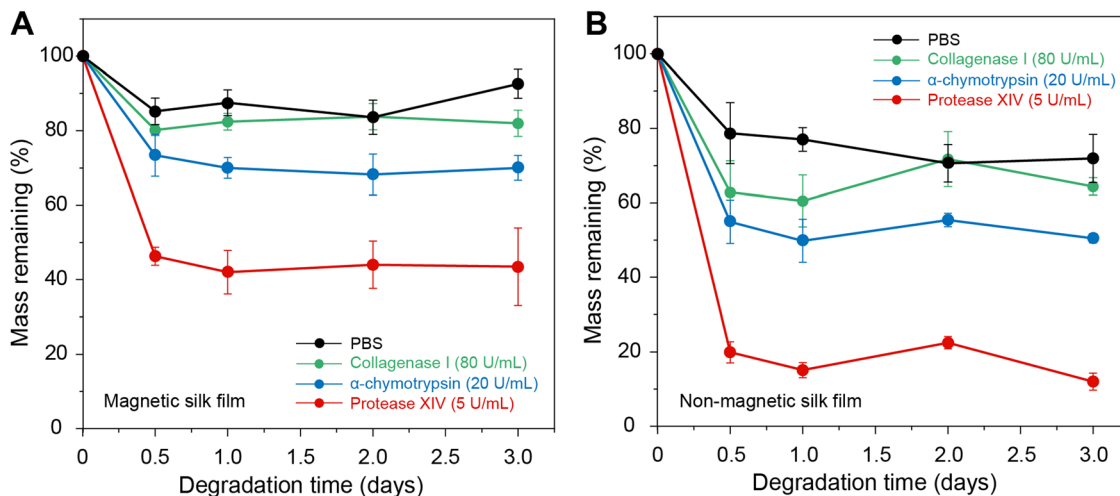 A
Mass remaining (%)
100
80
60
40
20
0
PBS
Collagenase I (80 U/mL)
α-chymotrypsin (20 U/mL)
Protease XIV (5 U/mL)
Magnetic silk film
0 0.5 1.0 1.5 2.0 2.5 3.0
Degradation time (days)
B
Mass remaining (%)
100
80
60
40
20
0
PBS
Collagenase I (80 U/mL)
α-chymotrypsin (20 U/mL)
Protease XIV (5 U/mL)
Non-magnetic silk film
0 0.5 1.0 1.5 2.0 2.5 3.0
Degradation time (days)